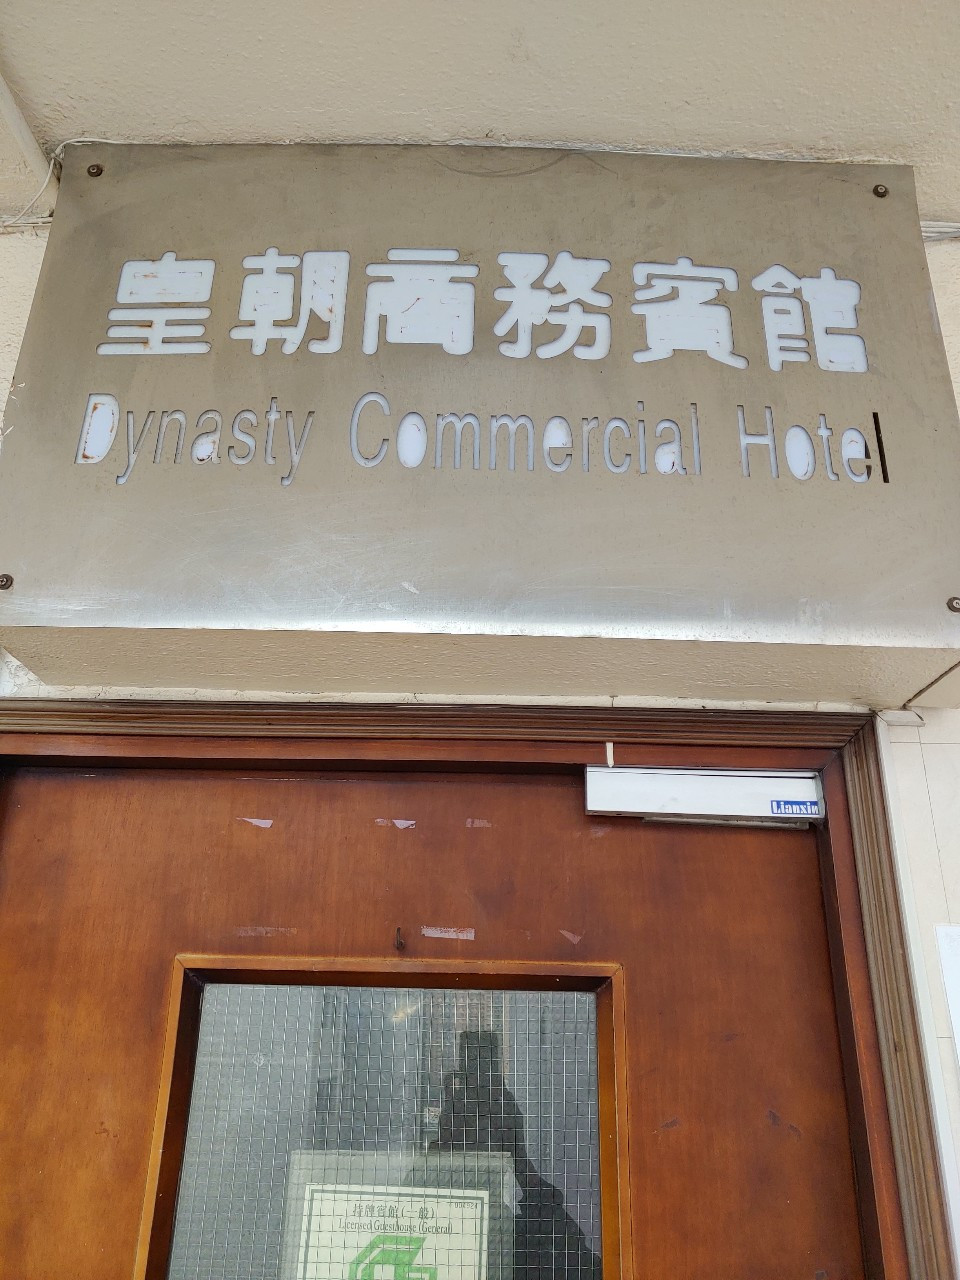 皇朝商務賓館
Dynasty Commercial Hotel
Lianxin
持牌賓館 (一般)
Licensed Guesthouse (General)